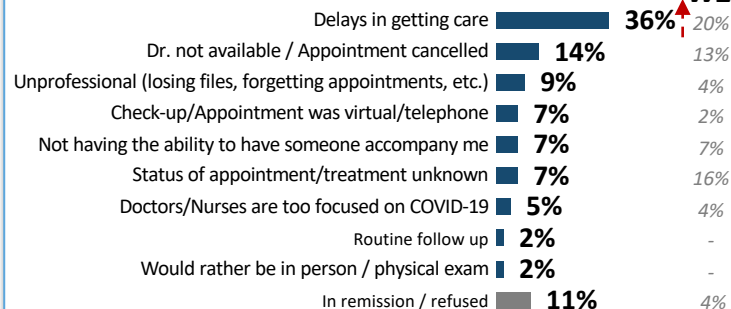 Delays in getting care 36% 20%
Dr. not available / Appointment cancelled 14% 13%
Unprofessional (losing files, forgetting appointments, etc.) 9% 4%
Check-up/Appointment was virtual/telephone 7% 2%
Not having the ability to have someone accompany me 7% 7%
Status of appointment/treatment unknown 7% 16%
Doctors/Nurses are too focused on COVID-19 5% 4%
Routine follow up 2% -
Would rather be in person / physical exam 2% -
In remission / refused 11% 4%